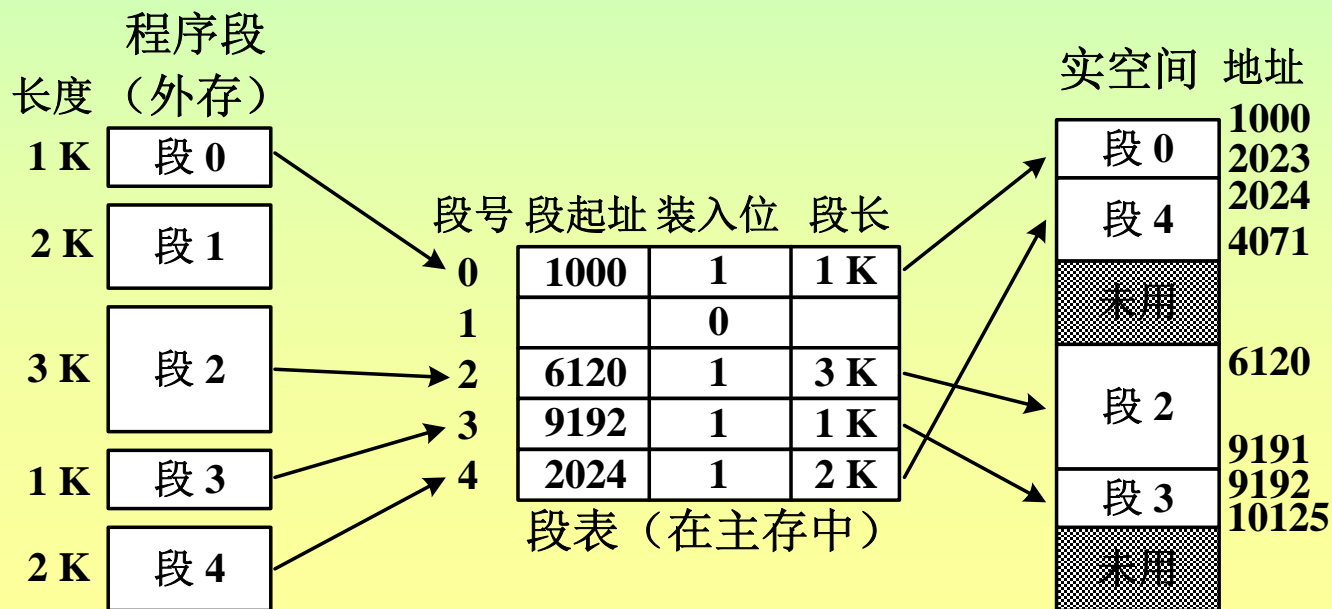 程序段
（外存）
长度
1 K 段 0
2 K 段 1
3 K 段 2
1 K 段 3
2 K 段 4
段号 段起址 装入位 段长
0 1000 1 1 K
1 0
2 6120 1 3 K
3 9192 1 1 K
4 2024 1 2 K
段表（在主存中）
实空间 地址
段 0
1000
2023
段 4
2024
4071
未用
段 2
6120
9191
段 3
9192
10125
未用